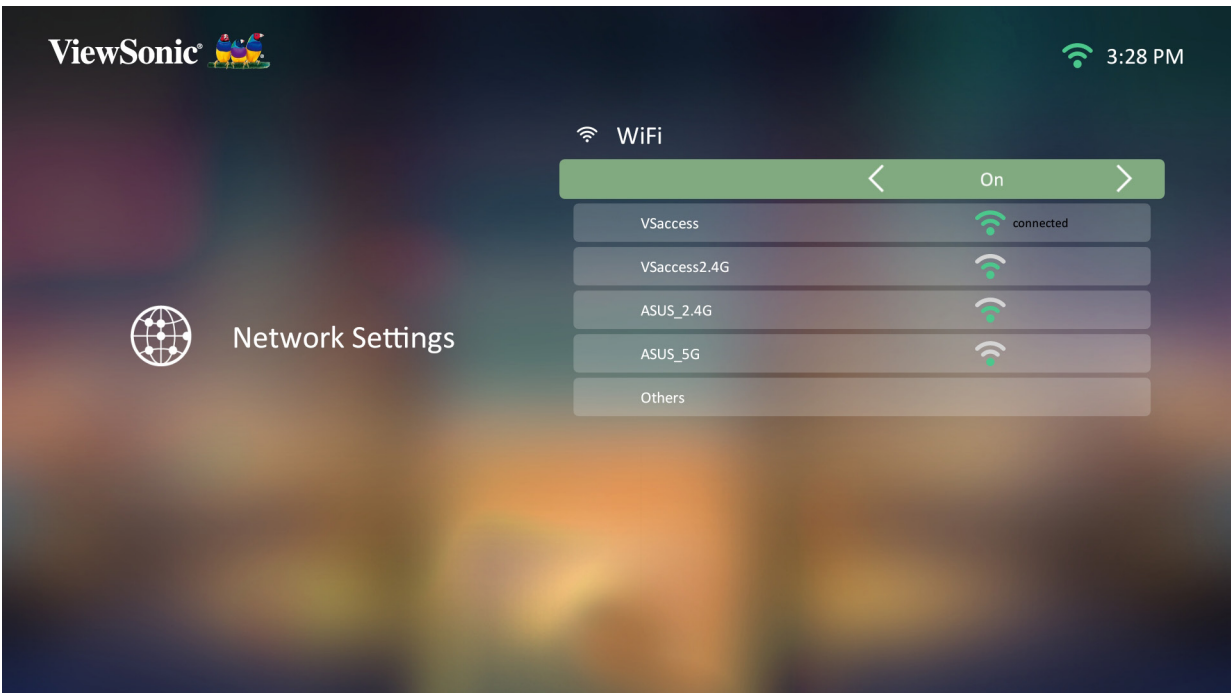 ViewSonic®
3:28 PM
WiFi
On
VSaccess connected
VSaccess2.4G
ASUS_2.4G
Network Settings
ASUS_5G
Others